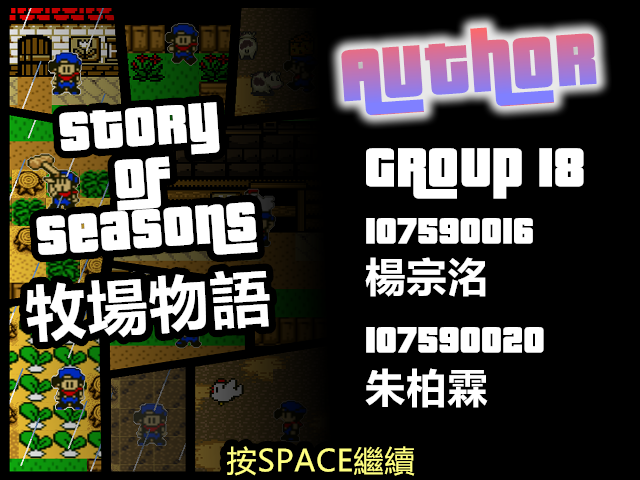 Story
of
Seasons
牧場物語
Author
Group 18
107590016
楊宗洺
107590020
朱柏霖
按SPACE繼續